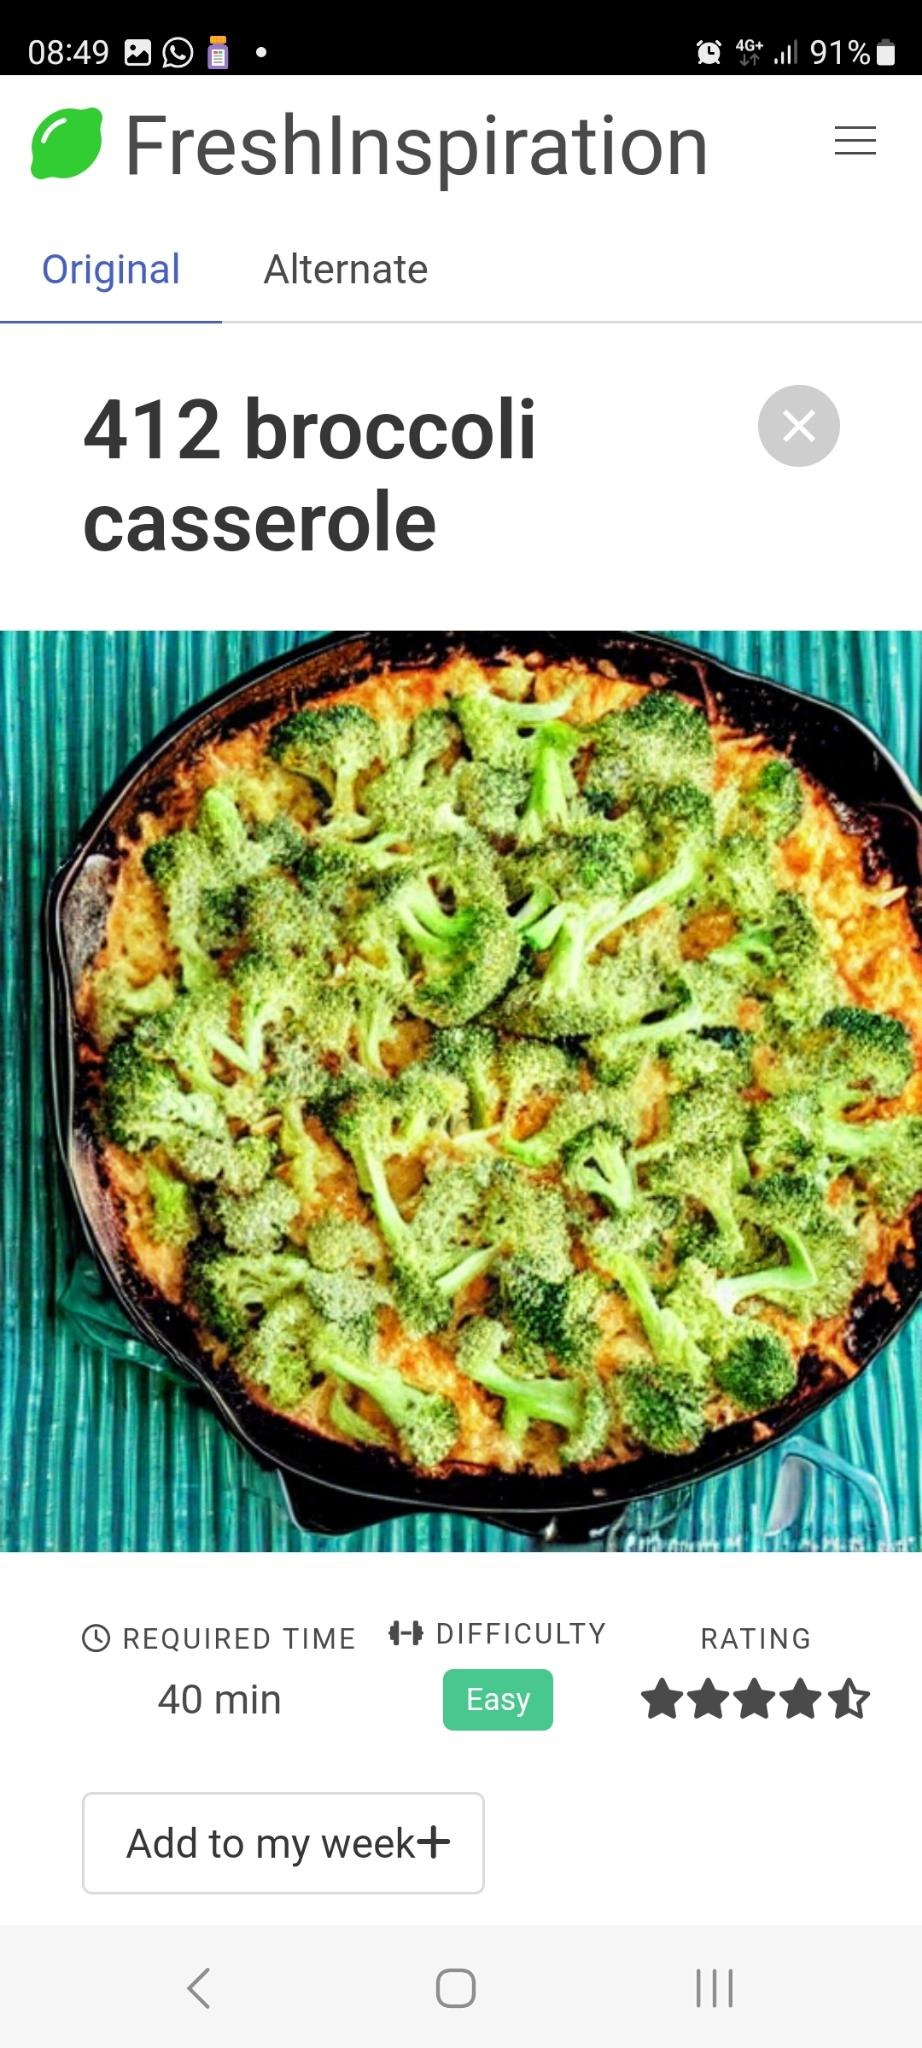 08:49
4G+
91%
FreshInspiration
Original Alternate
412 broccoli
casserole
REQUIRED TIME DIFFICULTY RATING
40 min Easy
Add to my week+